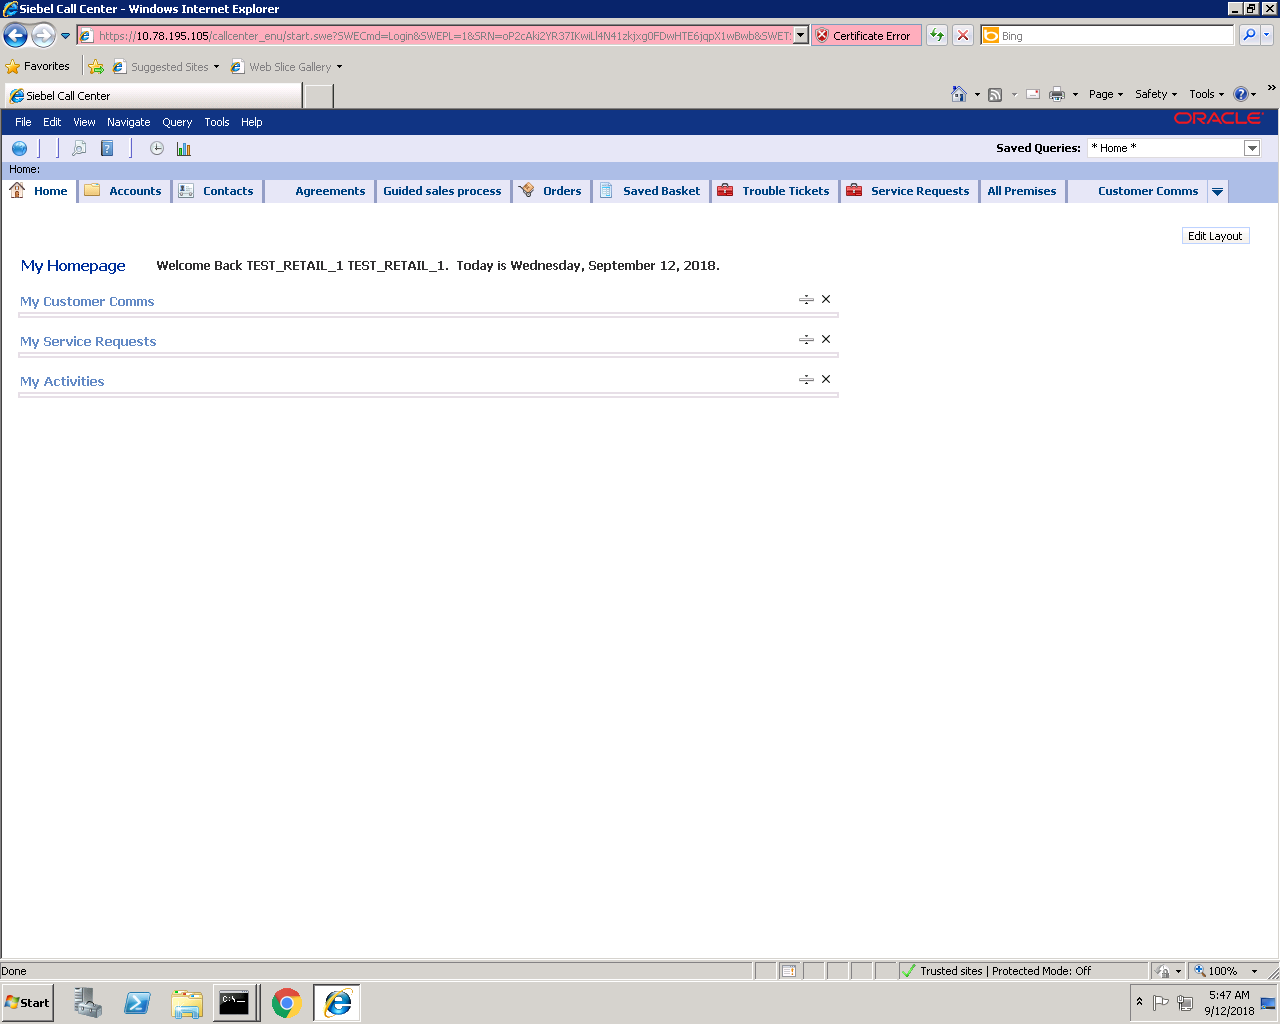 Siebel Call Center - Windows Internet Explorer
https://10.78.195.105/callcenter_enu/start.swe?SWECmd=Login&SWEPL=1&SRN=
Certificate Error
Bing
Favorites Suggested Sites Web Slice Gallery
Siebel Call Center
Page Safety Tools
File Edit View Navigate Query Tools Help
ORACLE
Saved Queries: * Home *
Home:
Home Accounts Contacts Agreements Guided sales process Orders Saved Basket Trouble Tickets Service Requests All Premises Customer Comms
Edit Layout
My Homepage Welcome Back TEST_RETAIL_1 TEST_RETAIL_1. Today is Wednesday, September 12, 2018.
My Customer Comms
My Service Requests
My Activities
Done
Trusted sites | Protected Mode: Off
100%
Start
5:47 AM
9/12/2018